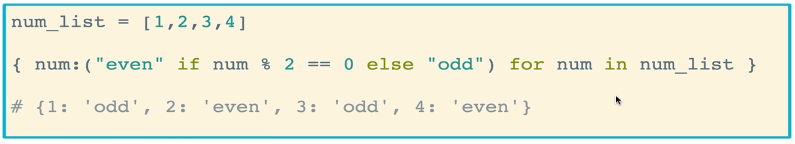 num_list = [1,2,3,4]
{ num:("even" if num % 2 == 0 else "odd") for num in num_list }
# {1: 'odd', 2: 'even', 3: 'odd', 4: 'even'}